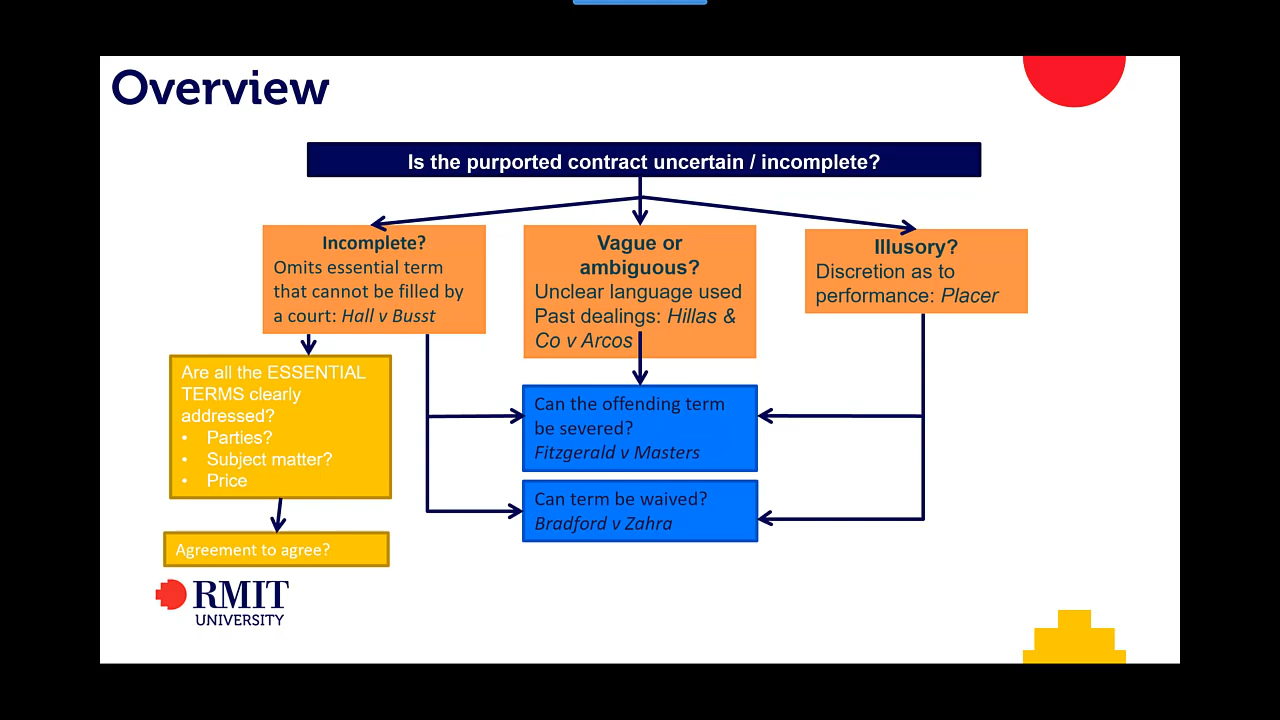 Overview
Is the purported contract uncertain / incomplete?
Incomplete?
Omits essential term
that cannot be filled by
a court: Hall v Busst
Vague or
ambiguous?
Unclear language used
Past dealings: Hillas &
Co v Arcos
Illusory?
Discretion as to
performance: Placer
Are all the ESSENTIAL
TERMS clearly
addressed?
• Parties?
• Subject matter?
• Price
Can the offending term
be severed?
Fitzgerald v Masters
Can term be waived?
Bradford v Zahra
Agreement to agree?
RMIT
UNIVERSITY